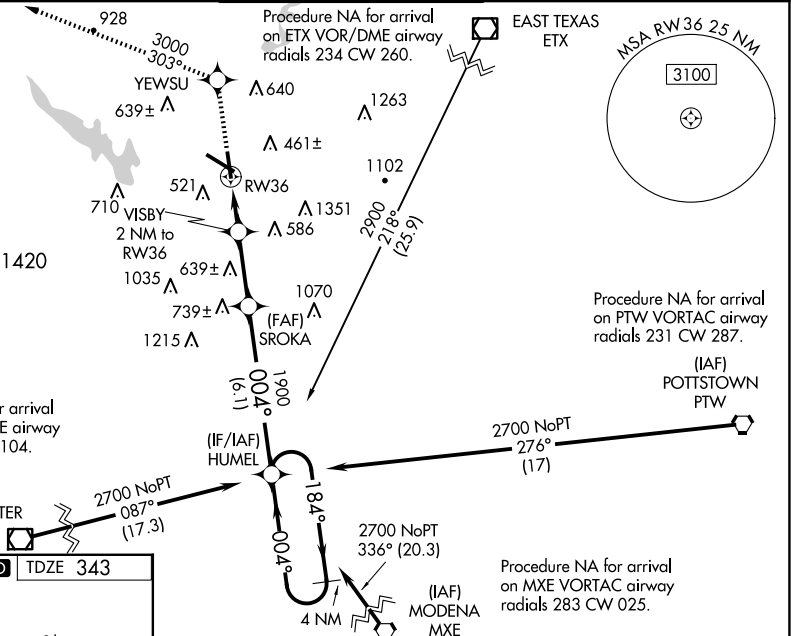 928
Procedure NA for arrival
on ETX VOR/DME airway
radials 234 CW 260.
EAST TEXAS
ETX
MSA RW36 25 NM
3100
3000
303°
YEWSU
639±
640
1263
461±
1102
RW36
521
710
VISBY
2 NM to
RW36
1351
586
2900
218°
(25.9)
1420
639±
1035
739±
1070
(FAF)
SROKA
1215
Procedure NA for arrival
on PTW VORTAC airway
radials 231 CW 287.
(IAF)
POTTSTOWN
PTW
1900
004°
(6.1)
r arrival
E airway
104.
(IF/IAF)
HUMEL
2700 NoPT
276°
(17)
2700 NoPT
087°
(17.3)
TER
184°
004°
2700 NoPT
336° (20.3)
4 NM
(IAF)
MODENA
MXE
Procedure NA for arrival
on MXE VORTAC airway
radials 283 CW 025.
TDZE 343